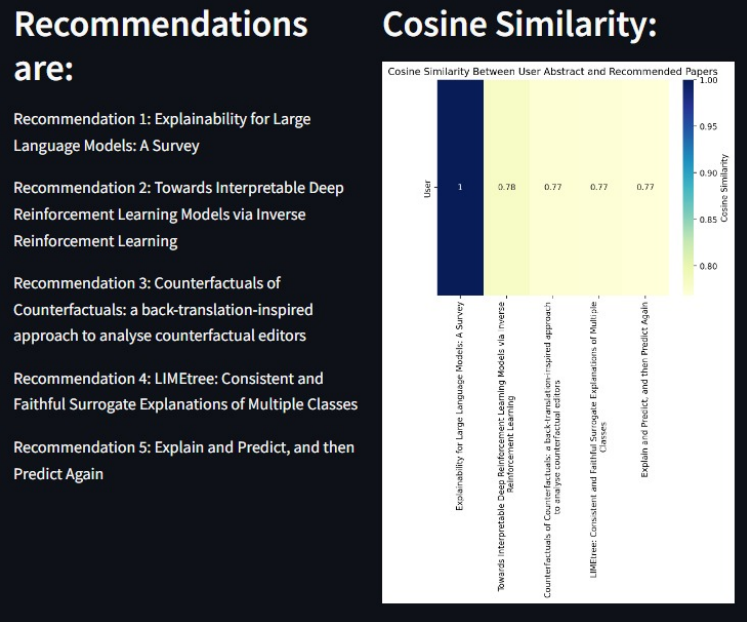 Recommendations
are:
Recommendation 1: Explainability for Large
Language Models: A Survey
Recommendation 2: Towards Interpretable Deep
Reinforcement Learning Models via Inverse
Reinforcement Learning
Recommendation 3: Counterfactuals of
Counterfactuals: a back-translation-inspired
approach to analyse counterfactual editors
Recommendation 4: LIMEtree: Consistent and
Faithful Surrogate Explanations of Multiple Classes
Recommendation 5: Explain and Predict, and then
Predict Again
Cosine Similarity:
Cosine Similarity Between User Abstract and Recommended Papers
User
1
0.78
0.77
0.77
0.77
1.00
0.95
0.90
0.85
0.80
Cosine Similarity
Explainability for Large Language Models: A Survey
Towards Interpretable Deep Reinforcement Learning Models via Inverse
Reinforcement Learning
Counterfactuals of Counterfactuals: a back-translation-inspired approach
to analyse counterfactual editors
LIMEtree: Consistent and Faithful Surrogate Explanations of Multiple
Classes
Explain and Predict, and then Predict Again